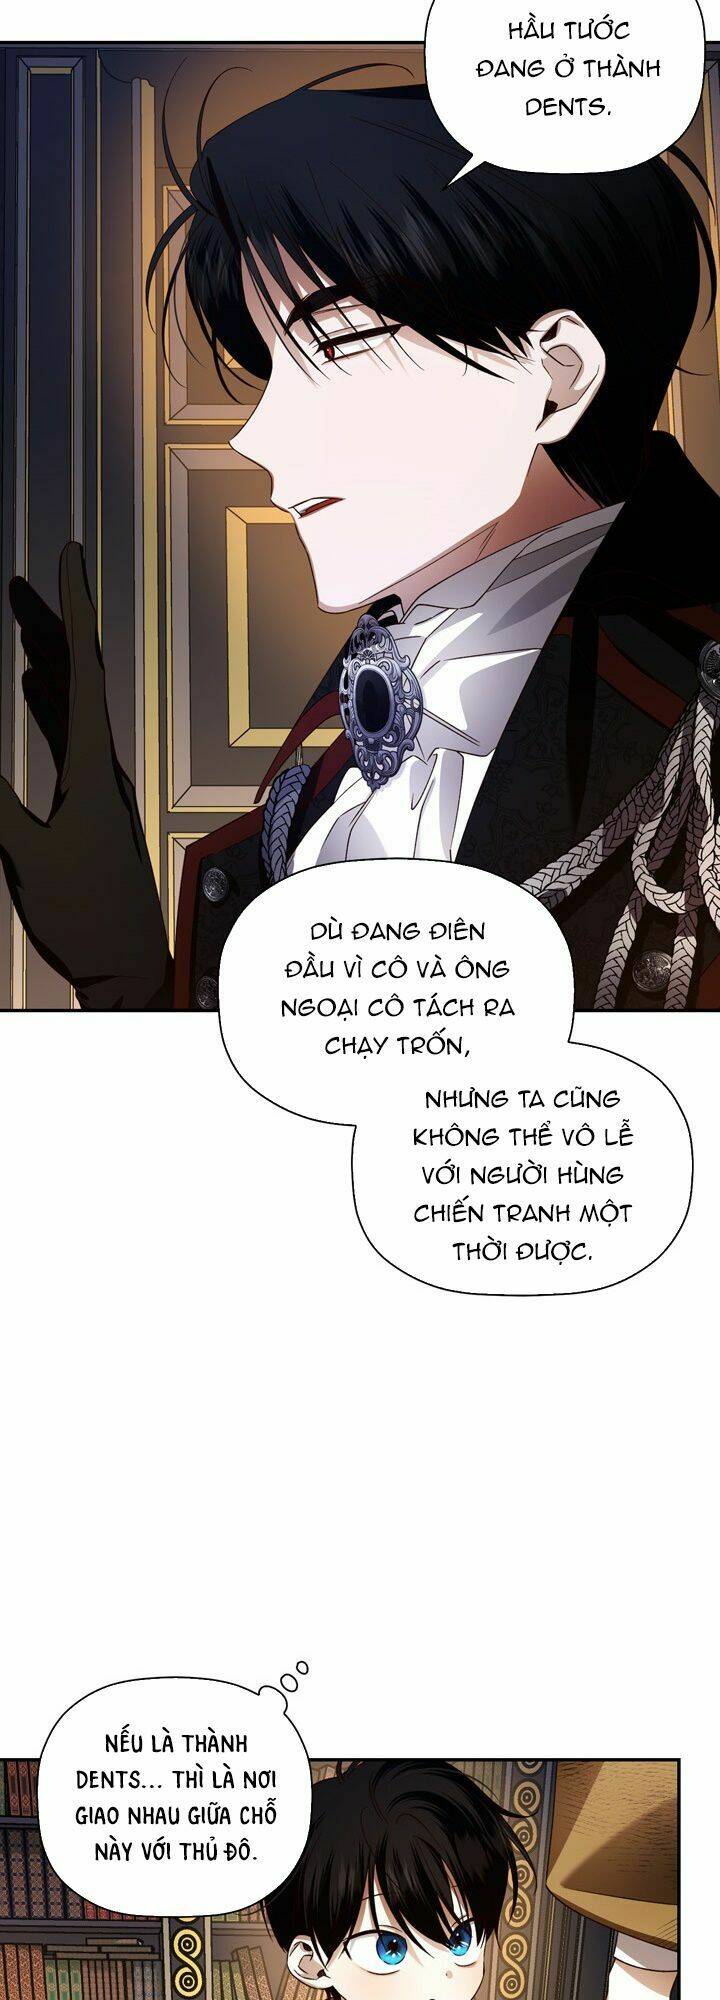 HẦU TƯỚC
ĐANG Ở THÀNH
DENTS.
DÙ ĐANG ĐIÊN
ĐẦU VÌ CÔ VÀ ÔNG
NGOẠI CÔ TÁCH RA
CHẠY TRỐN,
NHƯNG TA CŨNG
KHÔNG THỂ VÔ LỄ
VỚI NGƯỜI HÙNG
CHIẾN TRANH MỘT
THỜI ĐƯỢC.
NẾU LÀ THÀNH
DENTS... THÌ LÀ NƠI
GIAO NHAU GIỮA CHỖ
NÀY VỚI THỦ ĐÔ.